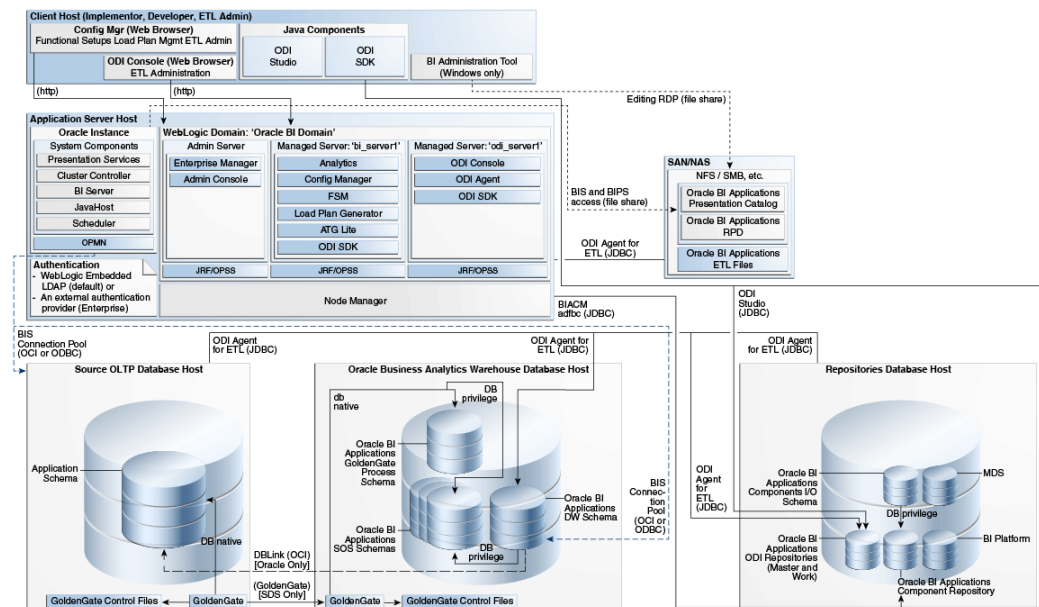 Client Host (Implementor, Developer, ETL Admin)
Config Mgr (Web Browser)
Functional Setups Load Plan Mgmt ETL Admin
ODI Console (Web Browser)
ETL Administration
Java Components
ODI
Studio
ODI
SDK
BI Administration Tool
(Windows only)
(http)
(http)
Editing RDP (file share)
Application Server Host
Oracle Instance
System Components
Presentation Services
Cluster Controller
BI Server
JavaHost
Scheduler
OPMN
WebLogic Domain: ‘Oracle BI Domain’
Admin Server
Enterprise Manager
Admin Console
JRF/OPSS
Managed Server: ‘bi_server1’
Analytics
Config Manager
FSM
Load Plan Generator
ATG Lite
ODI SDK
JRF/OPSS
Managed Server: ‘odi_server1’
ODI Console
ODI Agent
ODI SDK
JRF/OPSS
Authentication
- WebLogic Embedded
LDAP (default) or
- An external authentication
provider (Enterprise)
Node Manager
BIS and BIPS
access (file share)
ODI Agent for
ETL (JDBC)
SAN/NAS
NFS / SMB, etc.
Oracle BI Applications
Presentation Catalog
Oracle BI Applications
RPD
Oracle BI Applications
ETL Files
BIACM
adfbc (JDBC)
ODI
Studio
(JDBC)
BIS
Connection Pool
(OCI or ODBC)
ODI Agent
for ETL (JDBC)
ODI Agent for
ETL (JDBC)
ODI Agent
for ETL (JDBC)
Source OLTP Database Host
Application
Schema
DB native
Oracle Business Analytics Warehouse Database Host
db
native
DB
privilege
Oracle BI
Applications
GoldenGate
Process
Schema
Oracle BI
Applications
SOS Schemas
DB
privilege
Oracle BI
Applications
DW Schema
BIS
Connec-
tion
Pool
(OCI or
ODBC)
ODI
Agent
for
ETL
(JDBC)
DBLink (OCI)
[Oracle Only]
(GoldenGate)
[SDS Only]
GoldenGate Control Files
GoldenGate
GoldenGate
GoldenGate Control Files
Repositories Database Host
Oracle BI
Applications
Components I/O
Schema
MDS
DB privilege
Oracle BI
Applications
ODI Repositories
(Master and
Work)
BI Platform
Oracle BI Applications
Component Repository